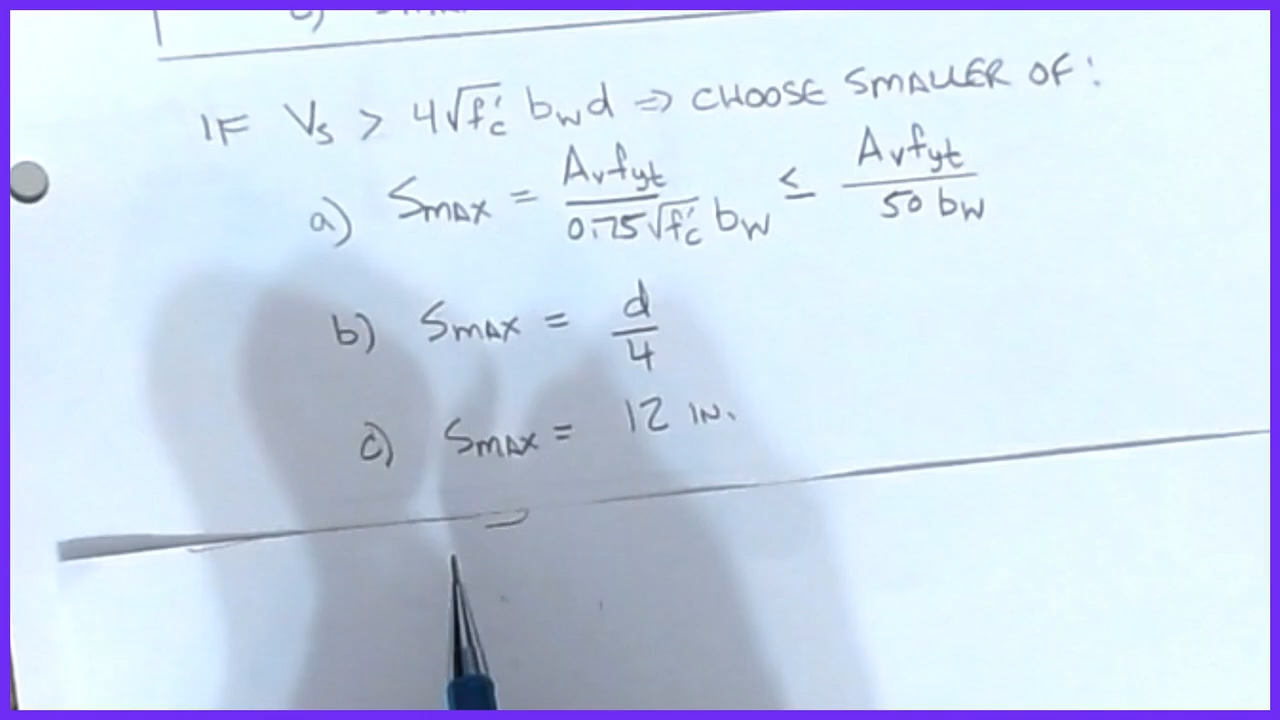 IF Vs > 4√f'c bwd => CHOOSE SMALLER OF:
a) SMAX = Avfyt / 0.75√f'c bw ≤ Avfyt / 50 bw
b) SMAX = d / 4
c) SMAX = 12 IN.